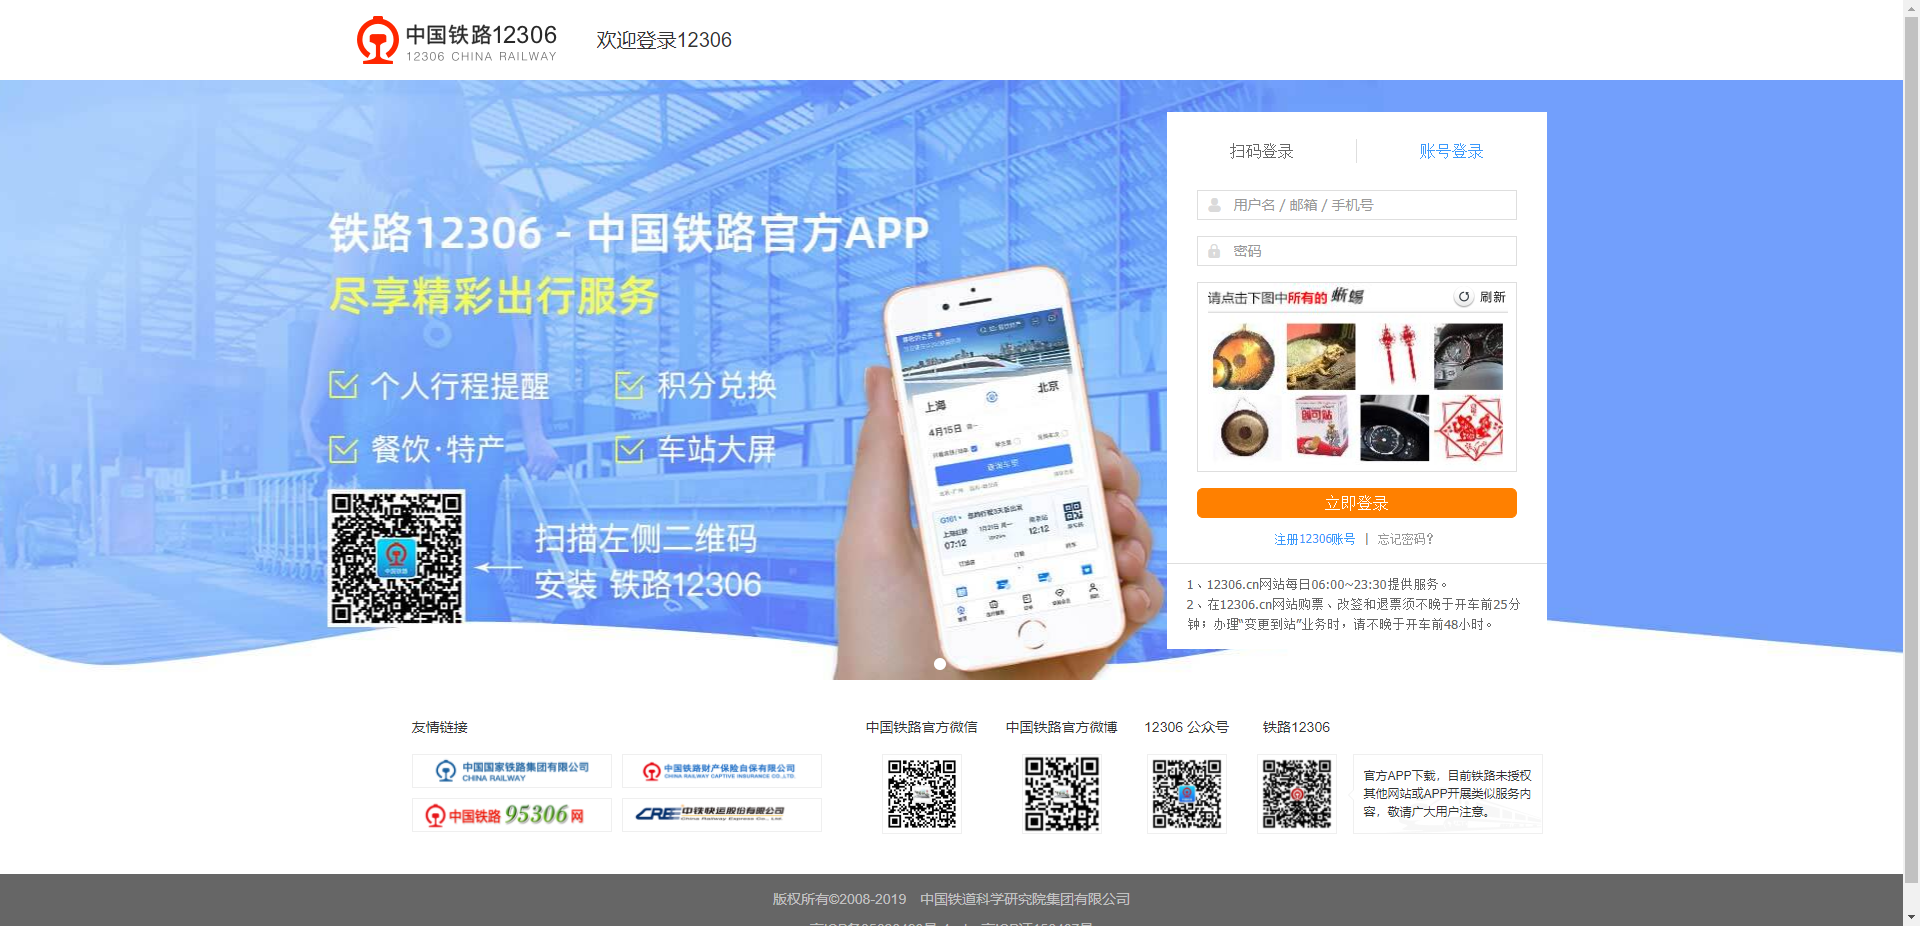 中国铁路12306
12306 CHINA RAILWAY
欢迎登录12306
扫码登录
账号登录
铁路12306 - 中国铁路官方APP
尽享精彩出行服务
用户名 / 邮箱 / 手机号
密码
请点击下图中所有的 蜥蜴
刷新
个人行程提醒
积分兑换
餐饮·特产
车站大屏
上海
北京
4月15日
查询车票
07:12
12:12
扫描左侧二维码
安装 铁路12306
立即登录
注册12306账号
忘记密码?
1、12306.cn网站每日06:00~23:30提供服务。
2、在12306.cn网站购票、改签和退票须不晚于开车前25分
钟；办理“变更到站”业务时，请不晚于开车前48小时。
友情链接
中国铁路官方微信
中国铁路官方微博
12306 公众号
铁路12306
中国国家铁路集团有限公司
CHINA RAILWAY
中国铁路财产保险自保有限公司
CHINA RAILWAY CAPTIVE INSURANCE CO.,LTD.
中国铁路 95306 网
CRE 中铁快运股份有限公司
China Railway Express Co., Ltd.
官方APP下载，目前铁路未授权
其他网站或APP开展类似服务内
容，敬请广大用户注意。
版权所有©2008-2019 中国铁道科学研究院集团有限公司